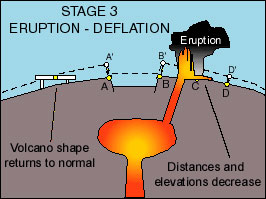 STAGE 3
ERUPTION - DEFLATION
Eruption
A'
B'
D'
A
B
C
D
Volcano shape
returns to normal
Distances and
elevations decrease